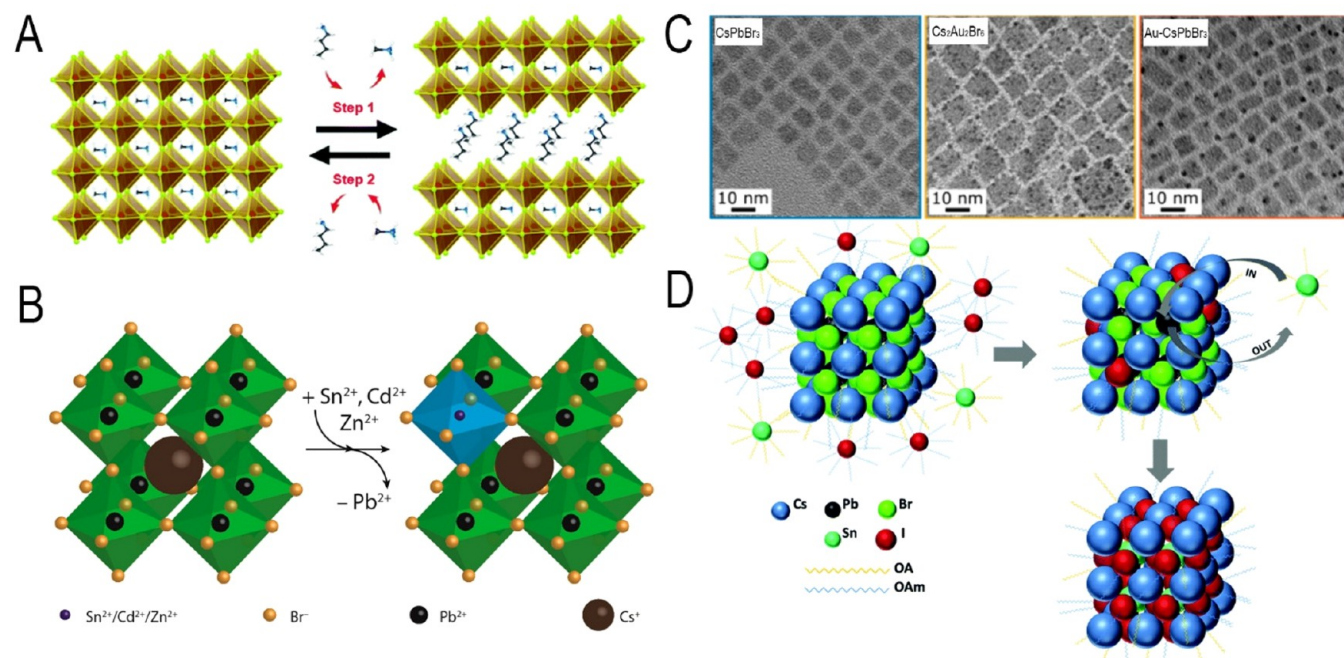 A
Step 1
Step 2
B
+ Sn²⁺, Cd²⁺
Zn²⁺
– Pb²⁺
Sn²⁺/Cd²⁺/Zn²⁺
Br⁻
Pb²⁺
Cs⁺
C
CsPbBr₃
Cs₂Au₂Br₆
Au-CsPbBr₃
10 nm
10 nm
10 nm
D
IN
OUT
Cs
Pb
Br
Sn
I
OA
OAm